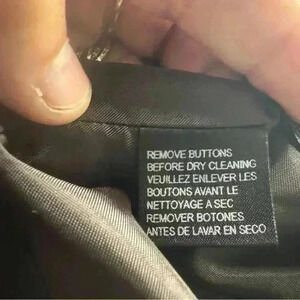 REMOVE BUTTONS
BEFORE DRY CLEANING
VEUILLEZ ENLEVER LES
BOUTONS AVANT LE
NETTOYAGE A SEC
REMOVER BOTONES
ANTES DE LAVAR EN SECO